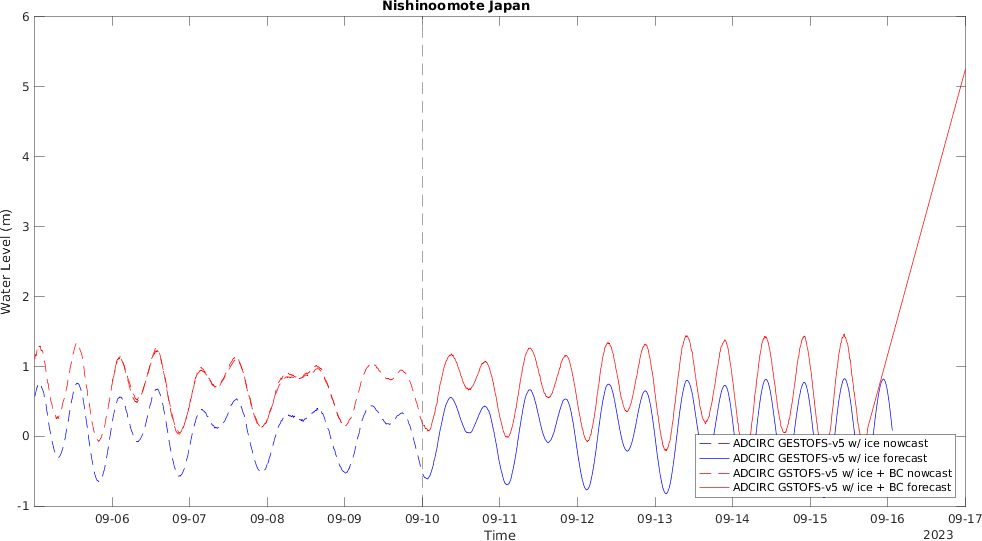 Nishinoomote Japan
6
5
4
3
2
1
0
-1
Water Level (m)
ADCIRC GESTOFS-v5 w/ ice nowcast
ADCIRC GESTOFS-v5 w/ ice forecast
ADCIRC GSTOFS-v5 w/ ice + BC nowcast
ADCIRC GSTOFS-v5 w/ ice + BC forecast
09-06 09-07 09-08 09-09 09-10 09-11 09-12 09-13 09-14 09-15 09-16 09-17
Time
2023